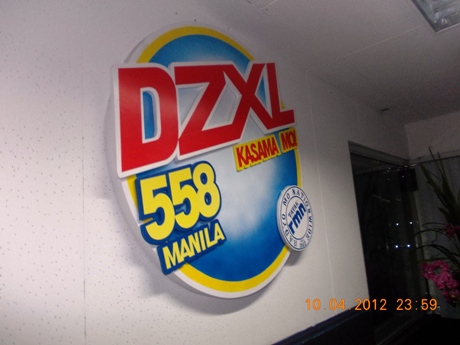 DZXL
KASAMA MO!
558
MANILA
rmn
10.04.2012 23:59